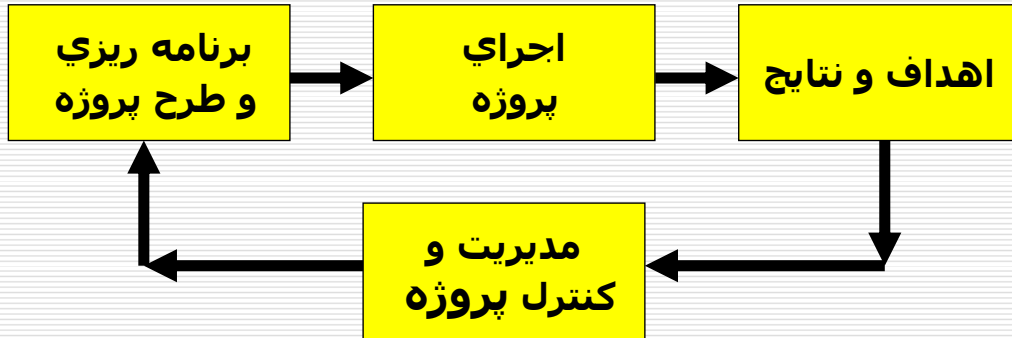 برنامه ريزي
و طرح پروژه
اجراي
پروژه
اهداف و نتايج
مديريت و
كنترل پروژه